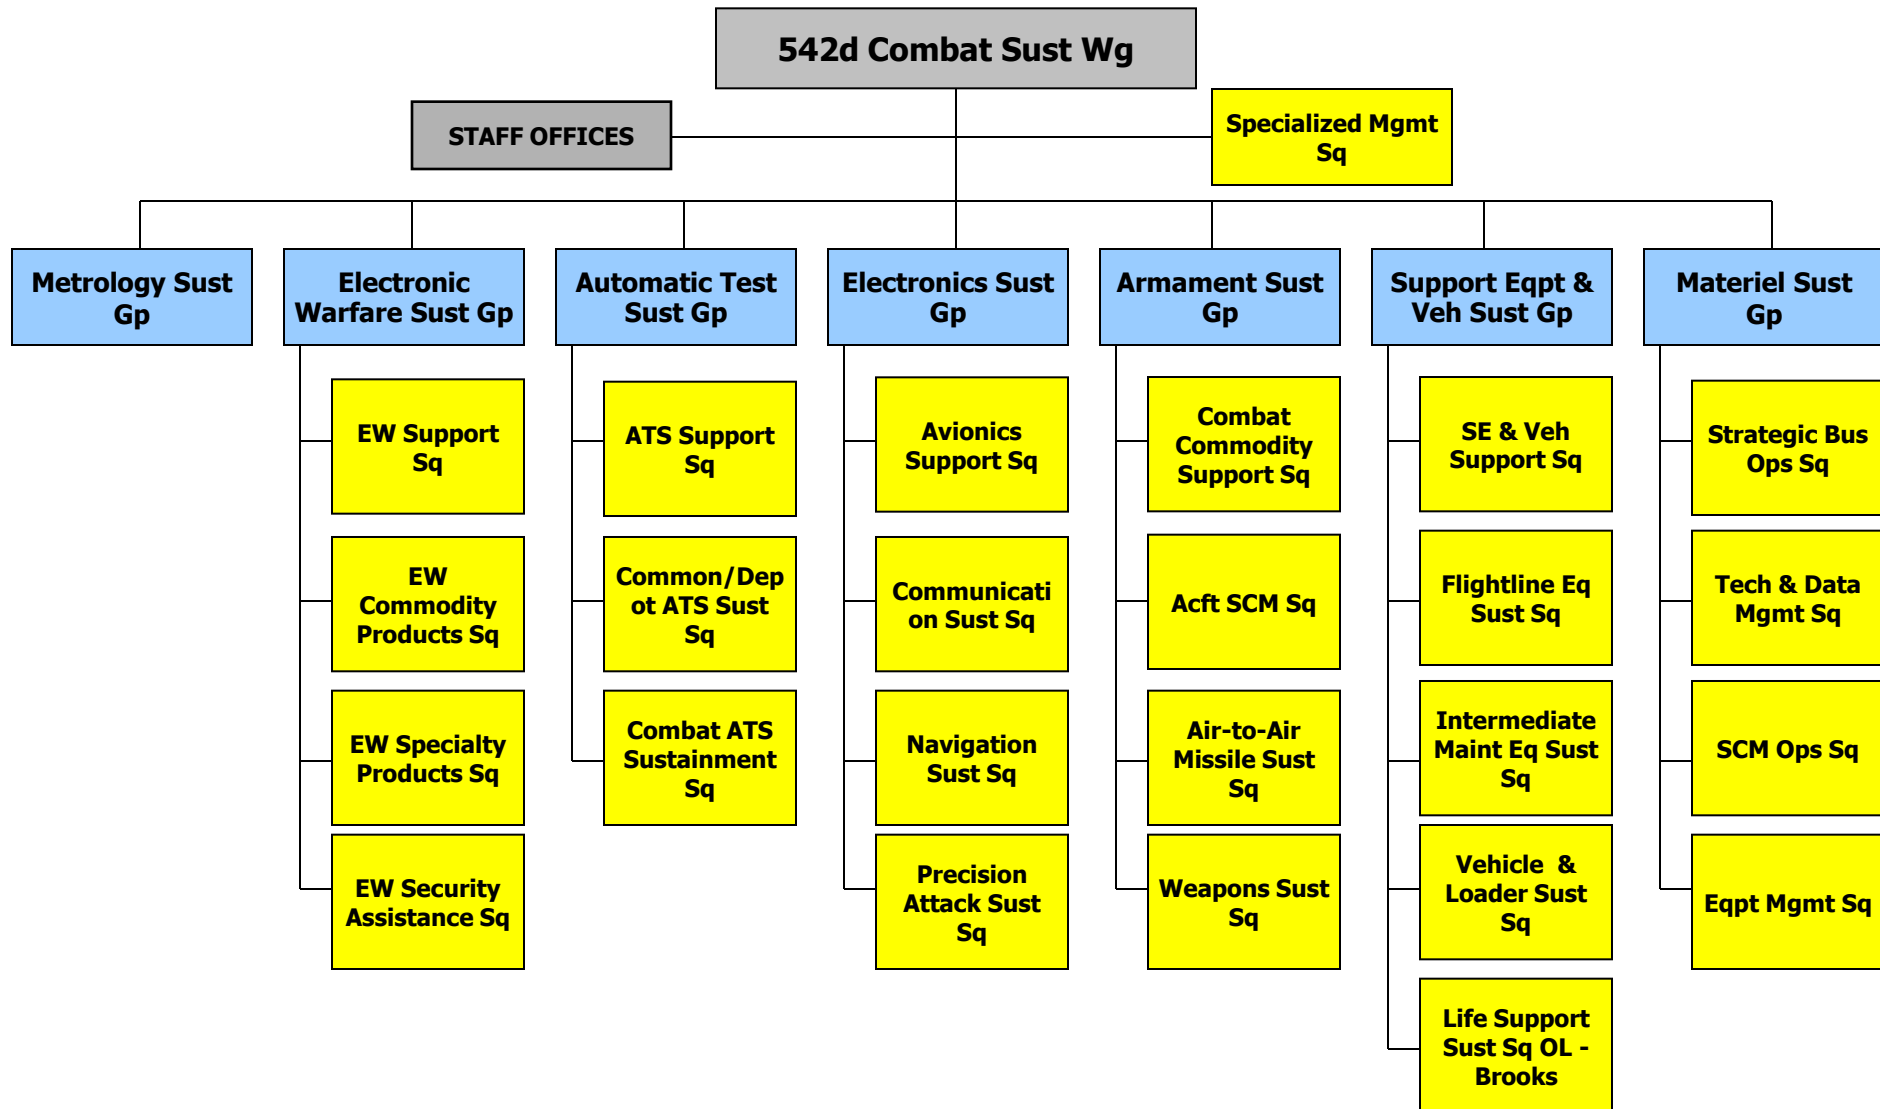 542d Combat Sust Wg
STAFF OFFICES
Specialized Mgmt
Sq
Metrology Sust
Gp
Electronic
Warfare Sust Gp
Automatic Test
Sust Gp
Electronics Sust
Gp
Armament Sust
Gp
Support Eqpt &
Veh Sust Gp
Materiel Sust
Gp
EW Support
Sq
EW
Commodity
Products Sq
EW Specialty
Products Sq
EW Security
Assistance Sq
ATS Support
Sq
Common/Dep
ot ATS Sust
Sq
Combat ATS
Sustainment
Sq
Avionics
Support Sq
Communicati
on Sust Sq
Navigation
Sust Sq
Precision
Attack Sust
Sq
Combat
Commodity
Support Sq
Acft SCM Sq
Air-to-Air
Missile Sust
Sq
Weapons Sust
Sq
SE & Veh
Support Sq
Flightline Eq
Sust Sq
Intermediate
Maint Eq Sust
Sq
Vehicle  &
Loader Sust
Sq
Life Support
Sust Sq OL -
Brooks
Strategic Bus
Ops Sq
Tech & Data
Mgmt Sq
SCM Ops Sq
Eqpt Mgmt Sq